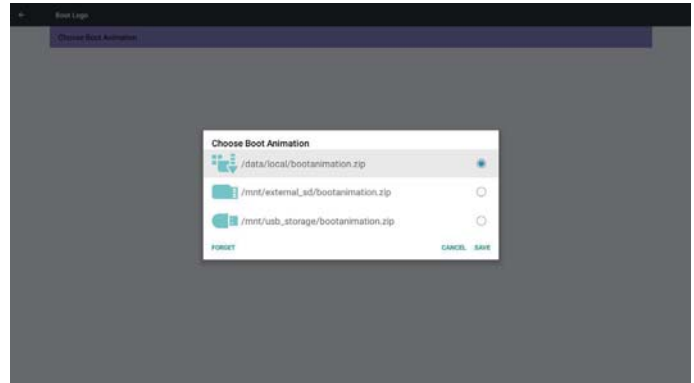 Boot Logo
Choose Boot Animation
Choose Boot Animation
/data/local/bootanimation.zip
/mnt/external_sd/bootanimation.zip
/mnt/usb_storage/bootanimation.zip
FORGET CANCEL SAVE